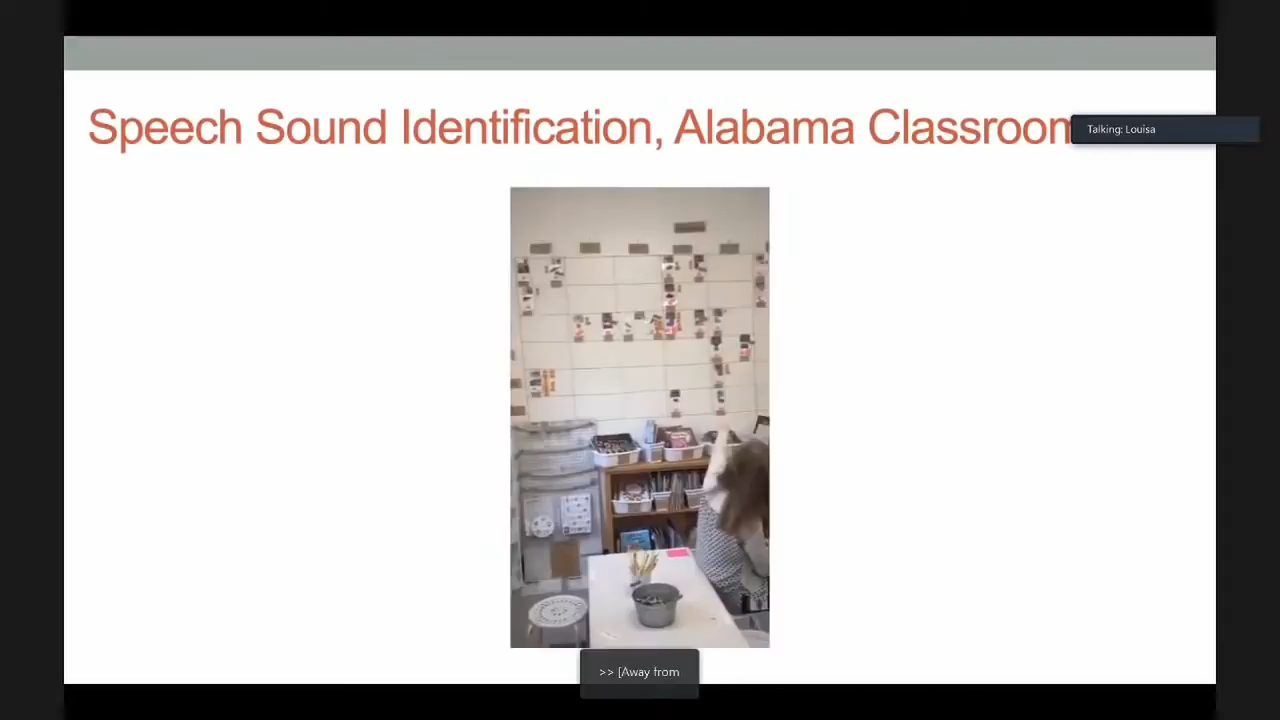 Speech Sound Identification, Alabama Classroom
Talking: Louisa
>> [Away from